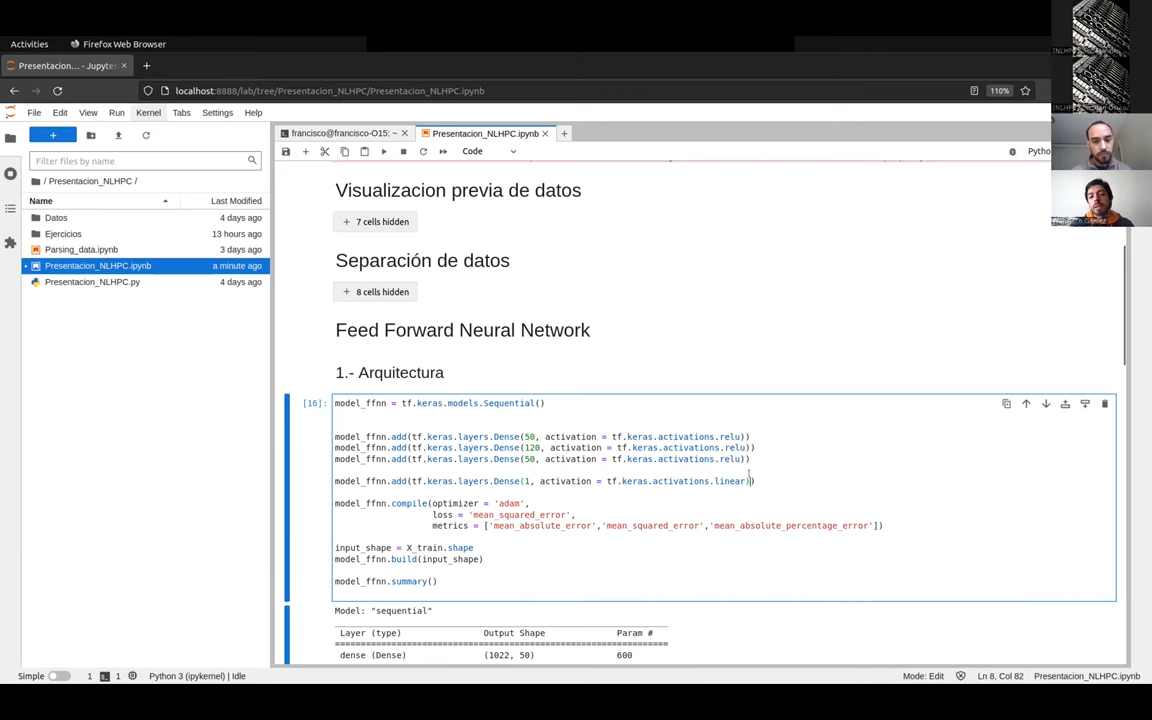 Activities
Firefox Web Browser
Presentacion_... - Jupyter
localhost:8888/lab/tree/Presentacion_NLHPC/Presentacion_NLHPC.ipynb
110%
File Edit View Run Kernel Tabs Settings Help
francisco@francisco-O15: ~
Presentacion_NLHPC.ipynb
Code
Python
Filter files by name
/ Presentacion_NLHPC /
Name Last Modified
Datos 4 days ago
Ejercicios 13 hours ago
Parsing_data.ipynb 3 days ago
Presentacion_NLHPC.ipynb a minute ago
Presentacion_NLHPC.py 4 days ago
Visualizacion previa de datos
7 cells hidden
Separación de datos
8 cells hidden
Feed Forward Neural Network
1.- Arquitectura
[16]:
model_ffnn = tf.keras.models.Sequential()
model_ffnn.add(tf.keras.layers.Dense(50, activation = tf.keras.activations.relu))
model_ffnn.add(tf.keras.layers.Dense(120, activation = tf.keras.activations.relu))
model_ffnn.add(tf.keras.layers.Dense(50, activation = tf.keras.activations.relu))
model_ffnn.add(tf.keras.layers.Dense(1, activation = tf.keras.activations.linear))
model_ffnn.compile(optimizer = 'adam',
loss = 'mean_squared_error',
metrics = ['mean_absolute_error','mean_squared_error','mean_absolute_percentage_error'])
input_shape = X_train.shape
model_ffnn.build(input_shape)
model_ffnn.summary()
Model: "sequential"
Layer (type) Output Shape Param #
dense (Dense) (1022, 50) 600
Simple 1 1 Python 3 (ipykernel) | Idle
Mode: Edit Ln 8, Col 82 Presentacion_NLHPC.ipynb